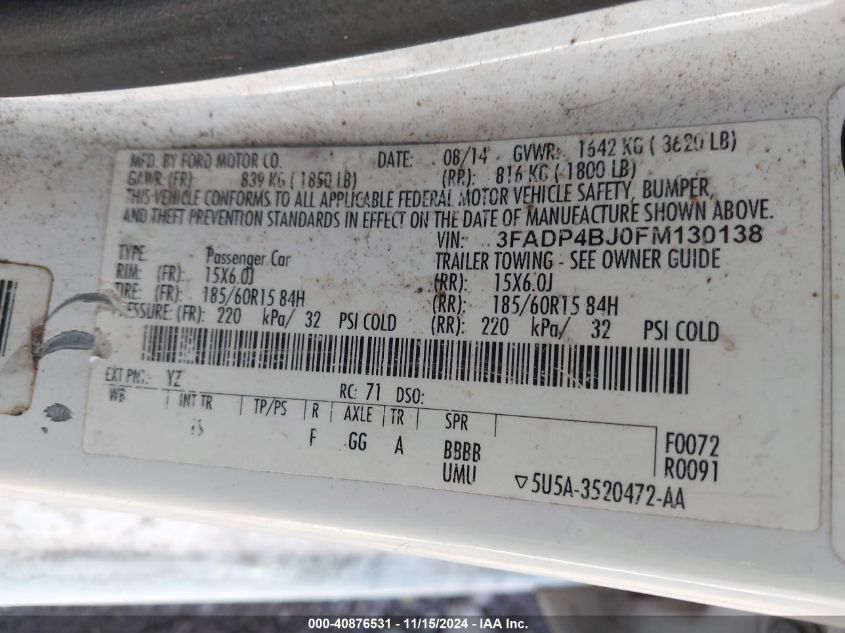 MFD. BY FORD MOTOR CO. DATE: 08/14 GVWR: 1642 KG ( 3620 LB)
GAWR: (FR): 839 KG ( 1850 LB) (RR): 816 KG ( 1800 LB)
THIS VEHICLE CONFORMS TO ALL APPLICABLE FEDERAL MOTOR VEHICLE SAFETY, BUMPER,
AND THEFT PREVENTION STANDARDS IN EFFECT ON THE DATE OF MANUFACTURE SHOWN ABOVE.
VIN: 3FADP4BJ0FM130138
TYPE: Passenger Car TRAILER TOWING - SEE OWNER GUIDE
RIM: (FR): 15X6.0J (RR): 15X6.0J
TIRE: (FR): 185/60R15 84H (RR): 185/60R15 84H
PRESSURE: (FR): 220 kPa/ 32 PSI COLD (RR): 220 kPa/ 32 PSI COLD
EXT PNT: YZ RC: 71 DSO:
WB INT TR TP/PS R AXLE TR SPR
F GG A BBBB F0072
UMU R0091
5U5A-3520472-AA
000-40876531 - 11/15/2024 - IAA Inc.